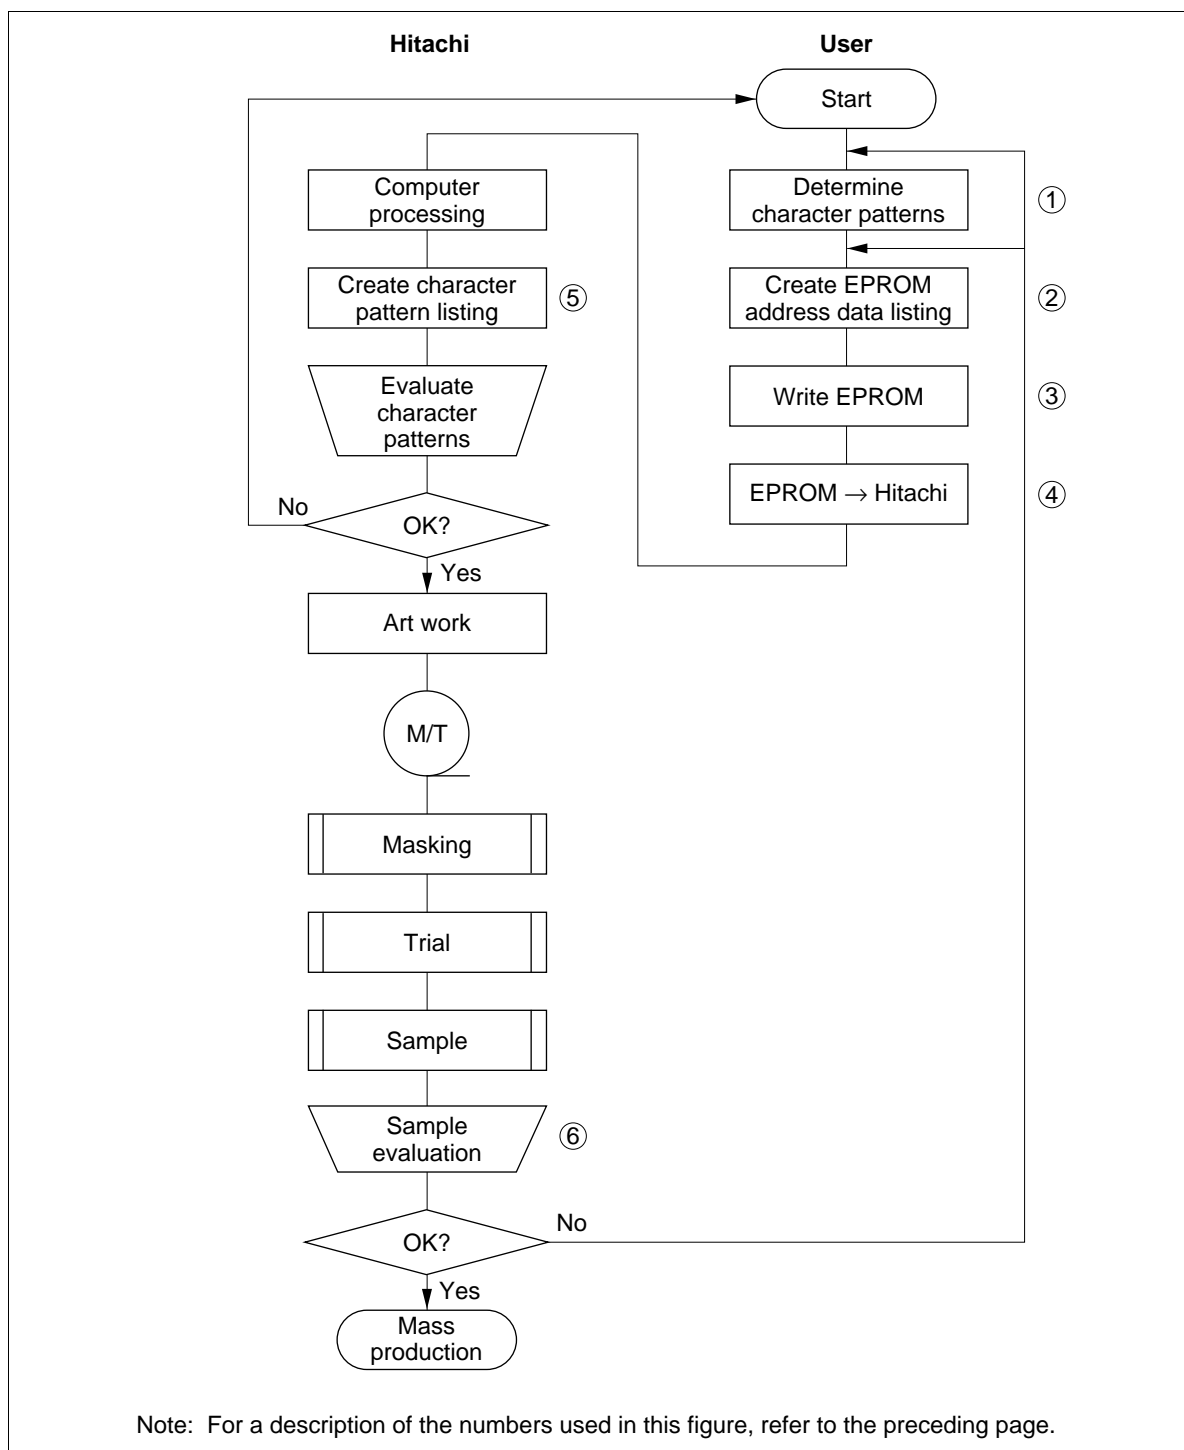 Hitachi
User
Start
Determine
character patterns
①
Create EPROM
address data listing
②
Write EPROM
③
EPROM → Hitachi
④
Computer
processing
Create character
pattern listing
⑤
Evaluate
character
patterns
No
OK?
Yes
Art work
M/T
Masking
Trial
Sample
Sample
evaluation
⑥
OK?
No
Yes
Mass
production
Note: For a description of the numbers used in this figure, refer to the preceding page.